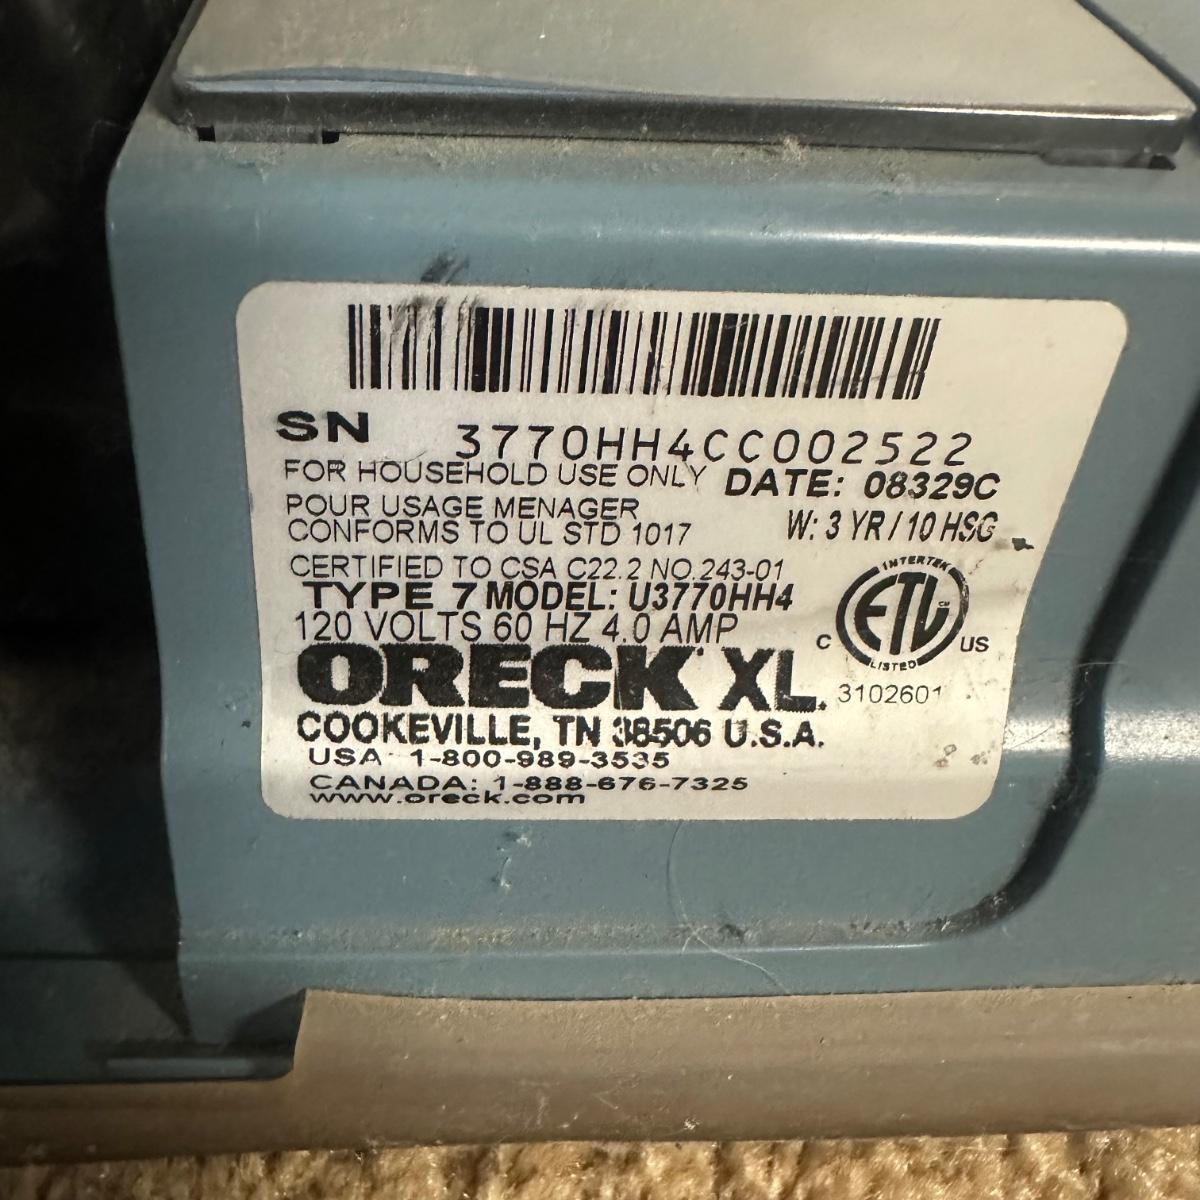 SN 3770HH4CC002522
FOR HOUSEHOLD USE ONLY DATE: 08329C
POUR USAGE MENAGER
CONFORMS TO UL STD 1017 W: 3 YR / 10 HSG
CERTIFIED TO CSA C22.2 NO.243-01
TYPE 7 MODEL: U3770HH4
120 VOLTS 60 HZ 4.0 AMP
INTERTEK
ETL CM
C US
LISTED
3102601
ORECK XL.
COOKEVILLE, TN 38506 U.S.A.
USA 1-800-989-3535
CANADA: 1-888-676-7325
www.oreck.com